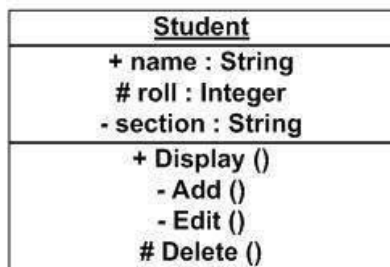 Student
+ name : String
# roll : Integer
- section : String
+ Display ()
- Add ()
- Edit ()
# Delete ()